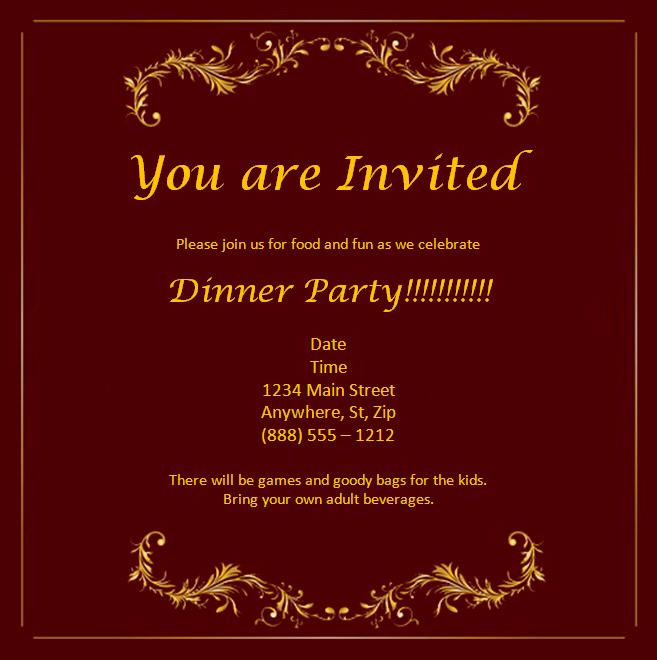 You are Invited
Please join us for food and fun as we celebrate
Dinner Party!!!!!!!!!!!
Date
Time
1234 Main Street
Anywhere, St, Zip
(888) 555 – 1212
There will be games and goody bags for the kids.
Bring your own adult beverages.